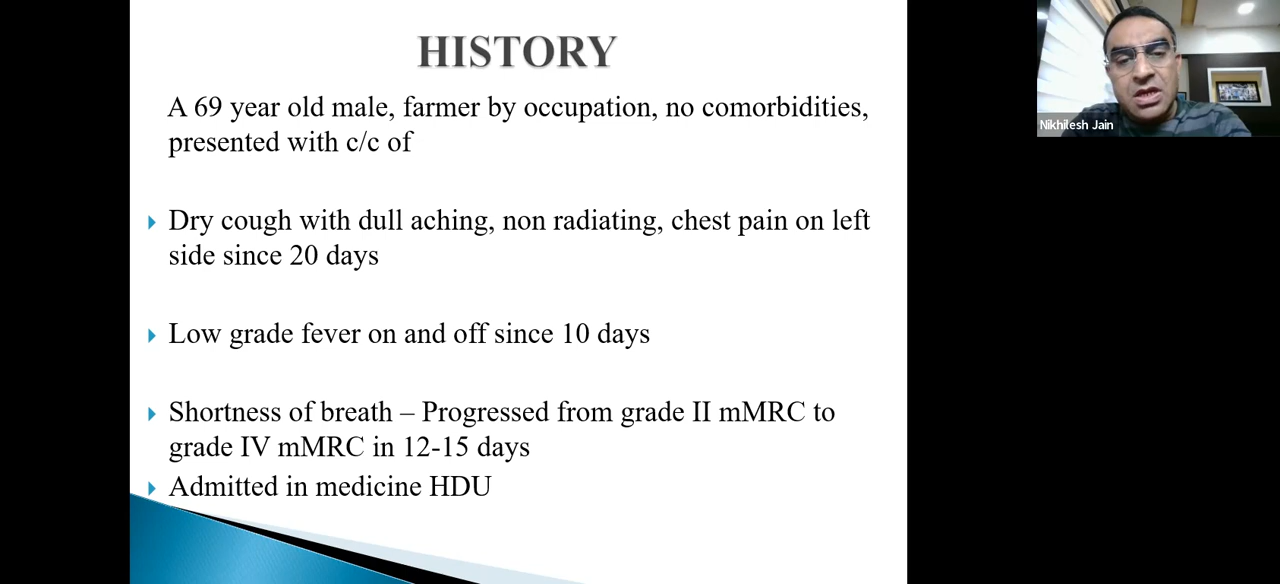 HISTORY
A 69 year old male, farmer by occupation, no comorbidities,
presented with c/c of
Dry cough with dull aching, non radiating, chest pain on left
side since 20 days
Low grade fever on and off since 10 days
Shortness of breath – Progressed from grade II mMRC to
grade IV mMRC in 12-15 days
Admitted in medicine HDU
Nikhilesh Jain